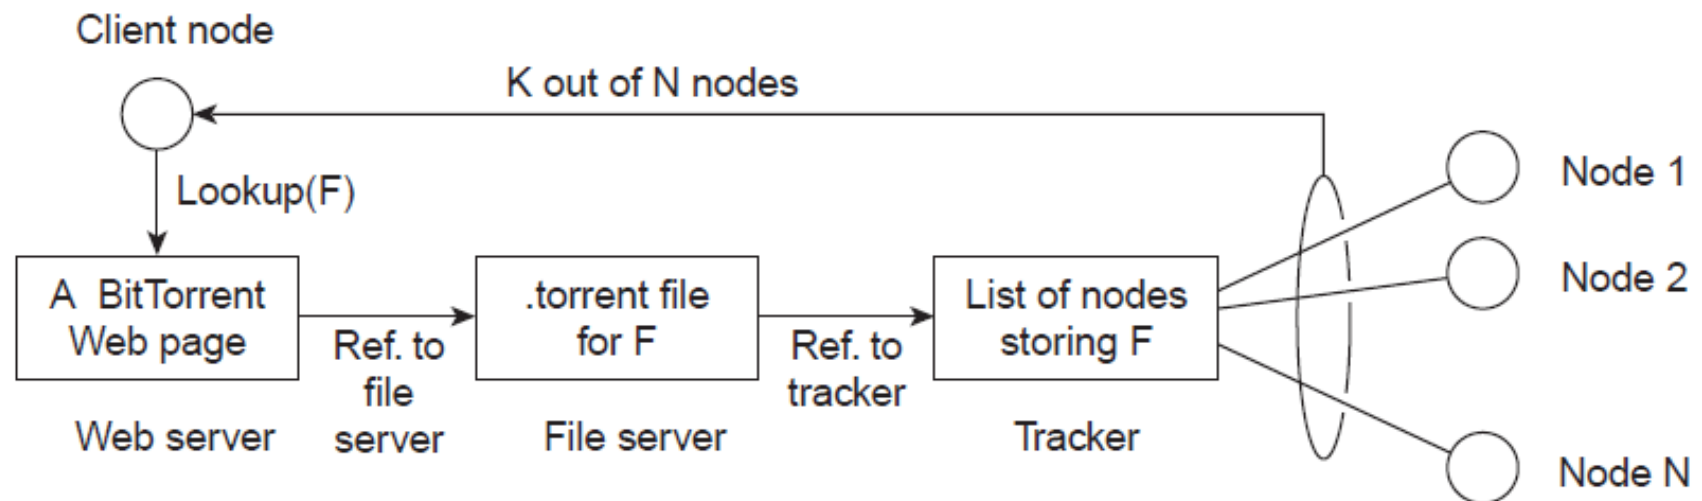 Client node
K out of N nodes
Lookup(F)
Node 1
Node 2
A BitTorrent
Web page
Ref. to
file
server
.torrent file
for F
Ref. to
tracker
List of nodes
storing F
Web server
File server
Tracker
Node N